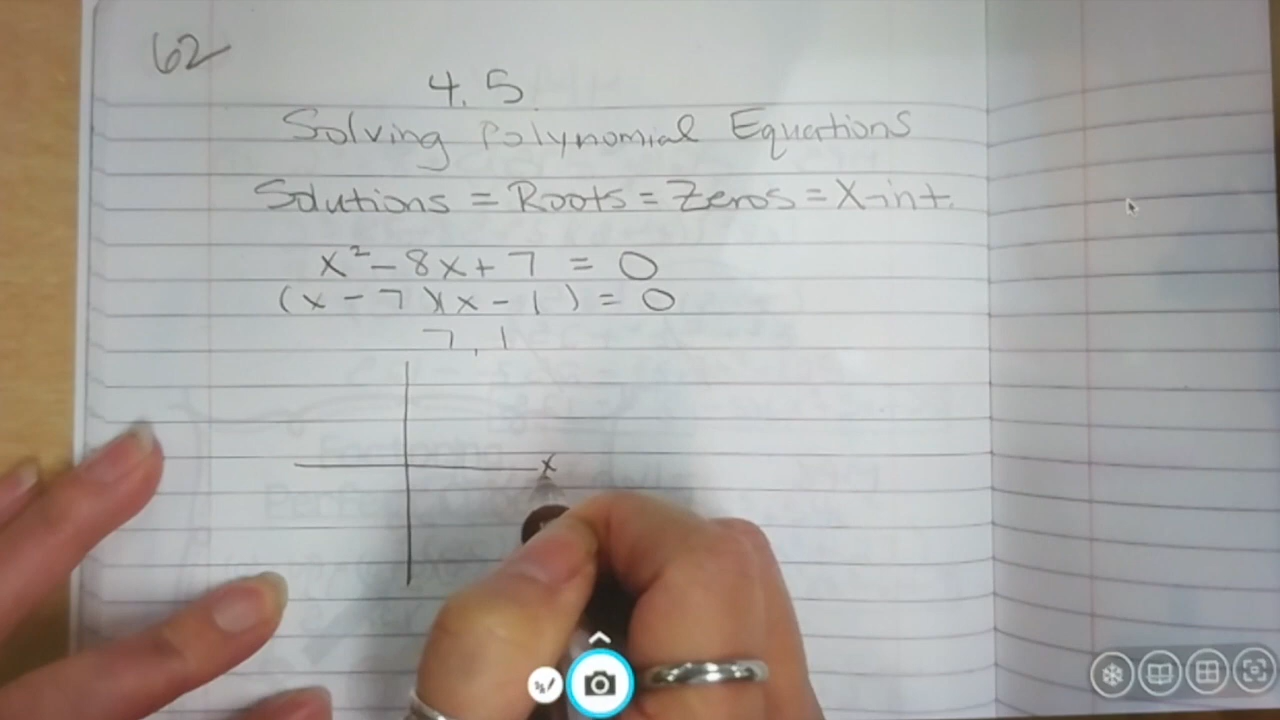 62
4.5
Solving Polynomial Equations
Solutions = Roots = Zeros = X-int.
x² - 8x + 7 = 0
(x - 7)(x - 1) = 0
7, 1
x